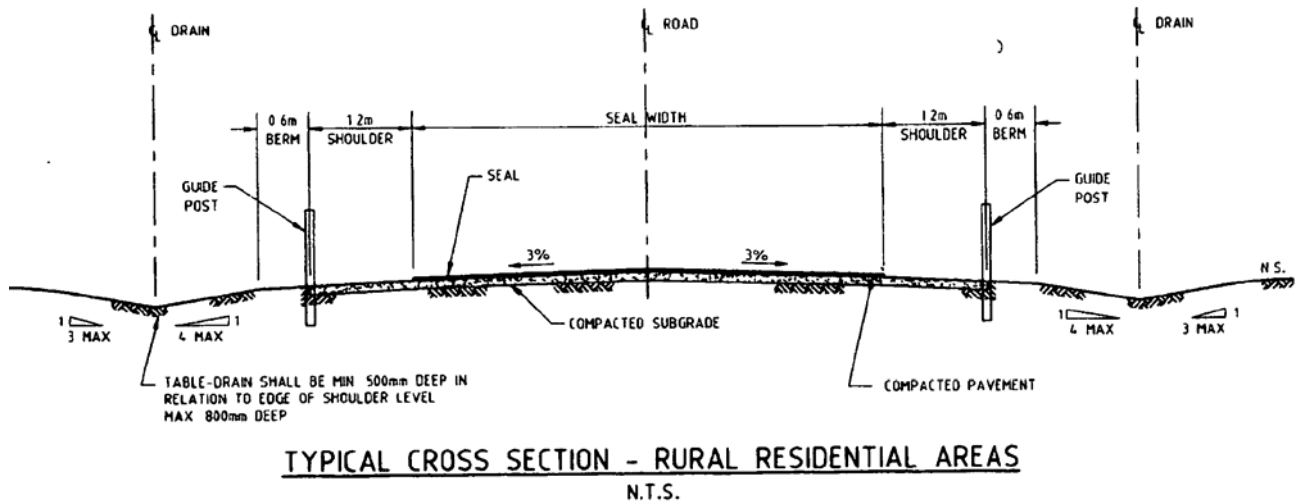 ℄ DRAIN
℄ ROAD
℄ DRAIN
0 6m
BERM
1 2m
SHOULDER
SEAL WIDTH
1 2m
SHOULDER
0 6m
BERM
GUIDE
POST
SEAL
GUIDE
POST
3%
3%
N S.
1
3 MAX
1
4 MAX
COMPACTED SUBGRADE
1
4 MAX
1
3 MAX
TABLE-DRAIN SHALL BE MIN 500mm DEEP IN
RELATION TO EDGE OF SHOULDER LEVEL
MAX 800mm DEEP
COMPACTED PAVEMENT
TYPICAL CROSS SECTION - RURAL RESIDENTIAL AREAS
N.T.S.